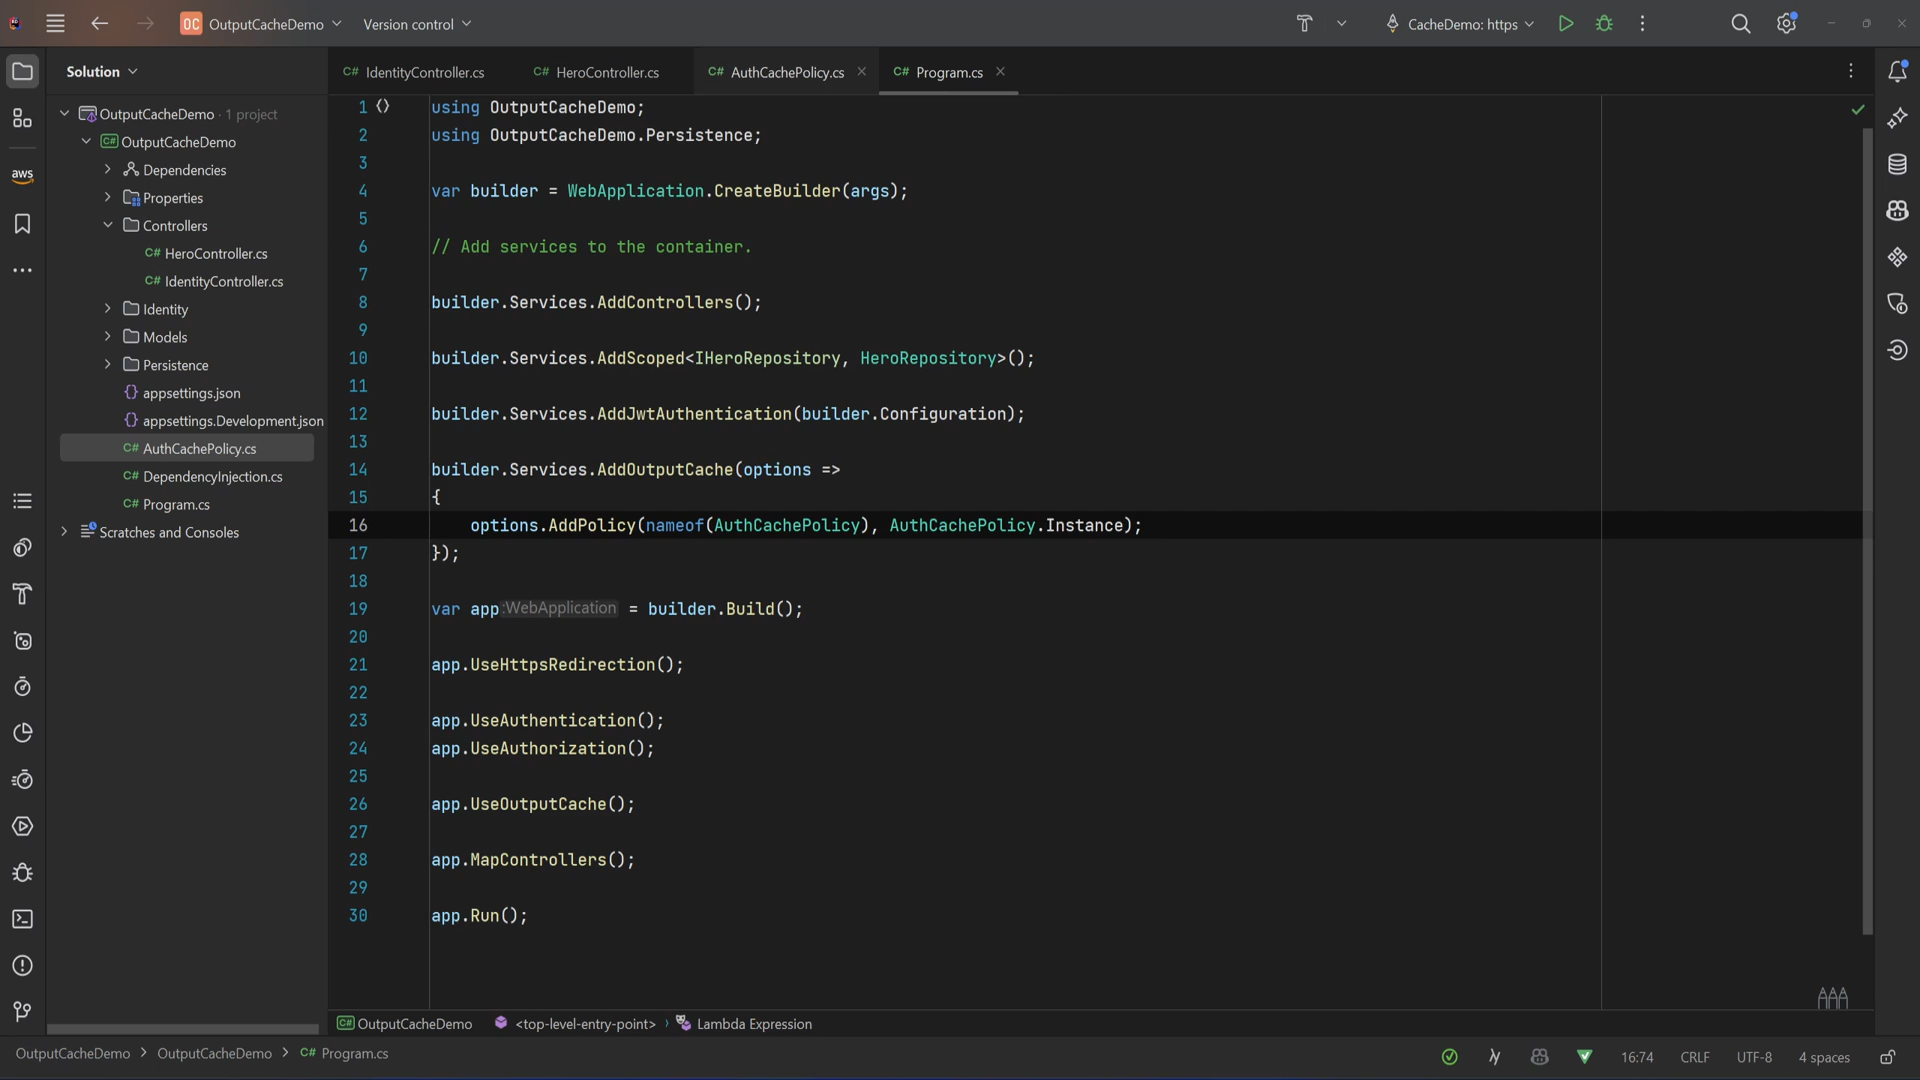 OC OutputCacheDemo Version control CacheDemo: https
Solution
C# IdentityController.cs C# HeroController.cs C# AuthCachePolicy.cs C# Program.cs
OutputCacheDemo · 1 project
C# OutputCacheDemo
Dependencies
Properties
Controllers
C# HeroController.cs
C# IdentityController.cs
Identity
Models
Persistence
{} appsettings.json
{} appsettings.Development.json
C# AuthCachePolicy.cs
C# DependencyInjection.cs
C# Program.cs
Scratches and Consoles
aws
1 using OutputCacheDemo;
2 using OutputCacheDemo.Persistence;
3
4 var builder = WebApplication.CreateBuilder(args);
5
6 // Add services to the container.
7
8 builder.Services.AddControllers();
9
10 builder.Services.AddScoped<IHeroRepository, HeroRepository>();
11
12 builder.Services.AddJwtAuthentication(builder.Configuration);
13
14 builder.Services.AddOutputCache(options =>
15 {
16 options.AddPolicy(nameof(AuthCachePolicy), AuthCachePolicy.Instance);
17 });
18
19 var app :WebApplication = builder.Build();
20
21 app.UseHttpsRedirection();
22
23 app.UseAuthentication();
24 app.UseAuthorization();
25
26 app.UseOutputCache();
27
28 app.MapControllers();
29
30 app.Run();
C# OutputCacheDemo <top-level-entry-point> › Lambda Expression
OutputCacheDemo > OutputCacheDemo > C# Program.cs
16:74 CRLF UTF-8 4 spaces